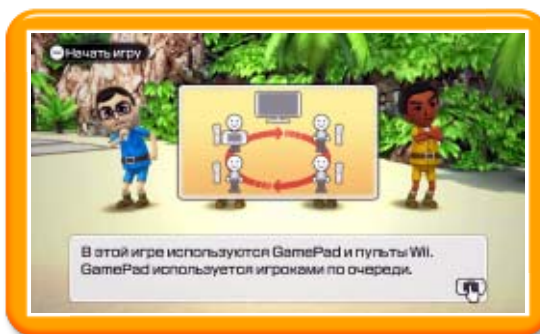 Начать игру
В этой игре используются GamePad и пульты Wii.
GamePad используется игроками по очереди.